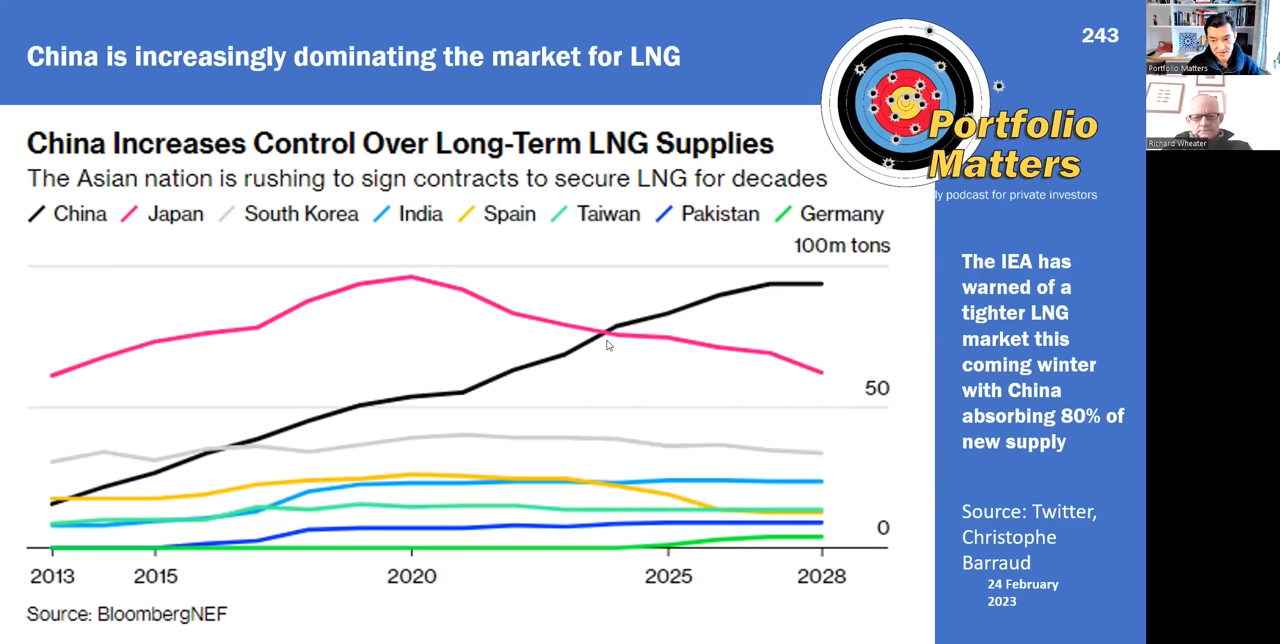 China is increasingly dominating the market for LNG
243
Portfolio
Matters
ly podcast for private investors
China Increases Control Over Long-Term LNG Supplies
The Asian nation is rushing to sign contracts to secure LNG for decades
China Japan South Korea India Spain Taiwan Pakistan Germany
100m tons
50
0
2013 2015 2020 2025 2028
Source: BloombergNEF
The IEA has
warned of a
tighter LNG
market this
coming winter
with China
absorbing 80% of
new supply
Source: Twitter,
Christophe
Barraud
24 February
2023
Portfolio Matters
Richard Wheater